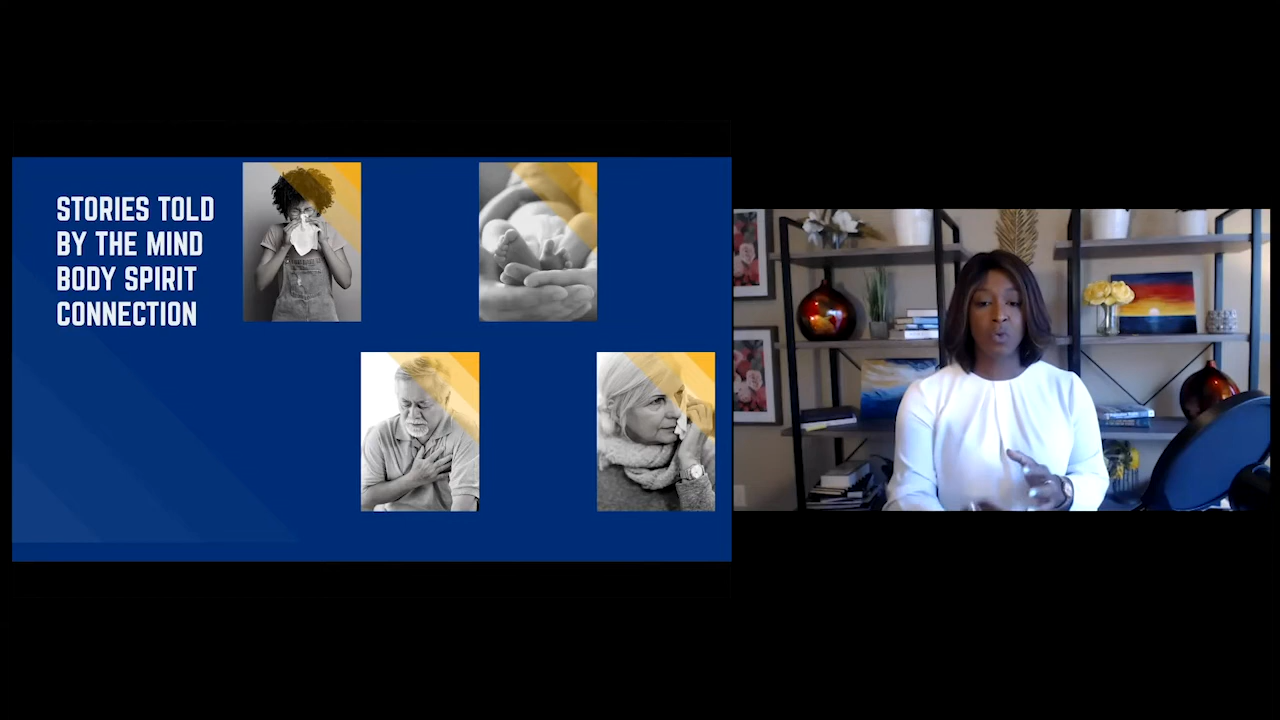 STORIES TOLD
BY THE MIND
BODY SPIRIT
CONNECTION